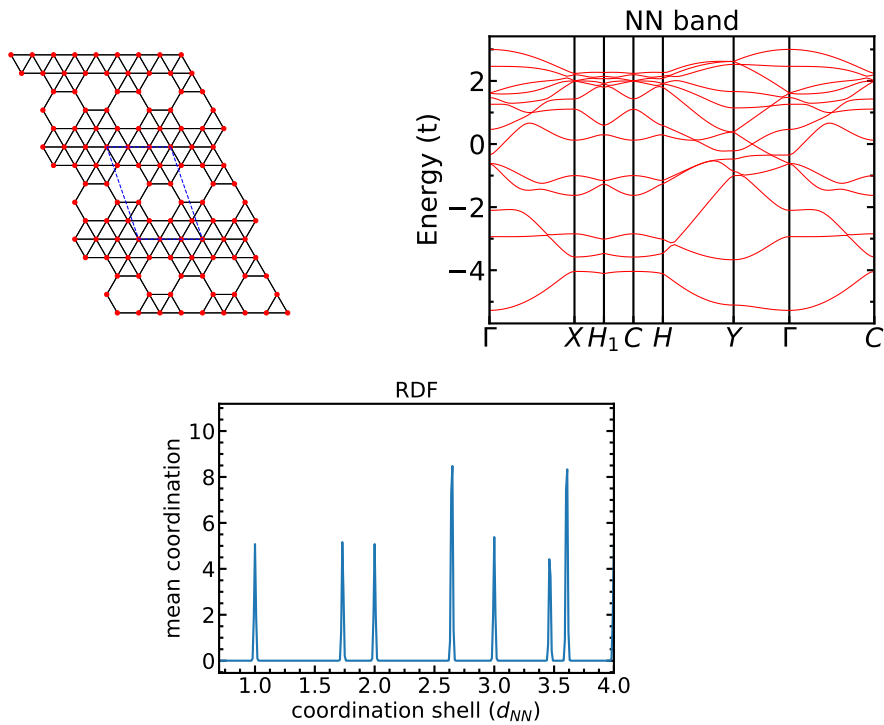 NN band
Energy (t)
2
0
−2
−4
Γ X H₁ C H Y Γ C
RDF
mean coordination
10
8
6
4
2
0
1.0 1.5 2.0 2.5 3.0 3.5 4.0
coordination shell (d_NN)